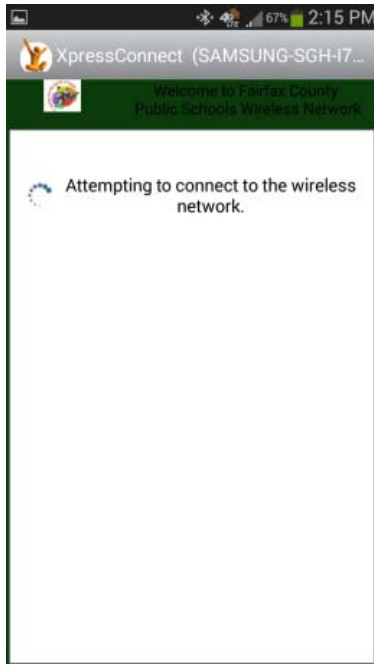 67% 2:15 PM
XpressConnect (SAMSUNG-SGH-I7...
Welcome to Fairfax County
Public Schools Wireless Network
Attempting to connect to the wireless
network.